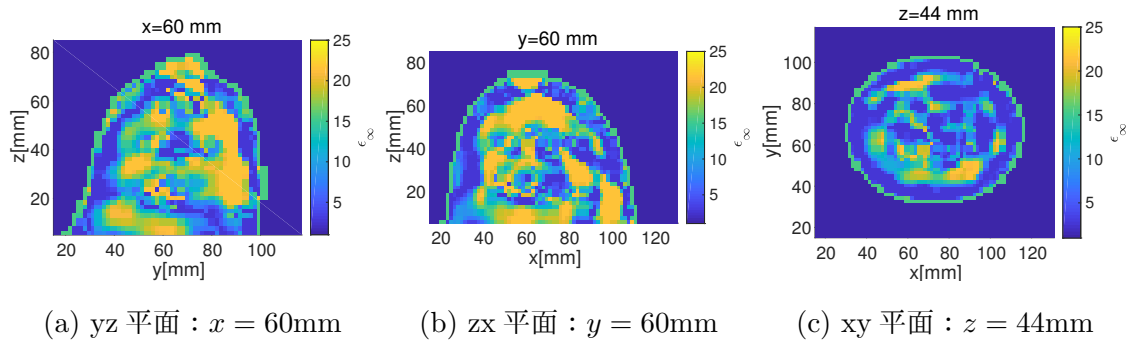 x=60 mm
y=60 mm
z=44 mm
80
60
40
20
z[mm]
20 40 60 80 100
y[mm]
25
20
15
10
5
ϵ∞
80
60
40
20
z[mm]
20 40 60 80 100 120
x[mm]
25
20
15
10
5
ϵ∞
100
80
60
40
20
y[mm]
20 40 60 80 100 120
x[mm]
25
20
15
10
5
ϵ∞
(a) yz 平面：x = 60mm
(b) zx 平面：y = 60mm
(c) xy 平面：z = 44mm